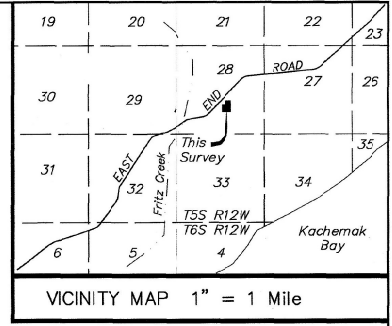 19 20 21 22
23
28
ROAD
30 29 END 27 26
This
Survey
35
31
EAST
32
Fritz Creek
33 34
T5S R12W
T6S R12W
Kachemak
Bay
6 5 4
VICINITY MAP 1" = 1 Mile